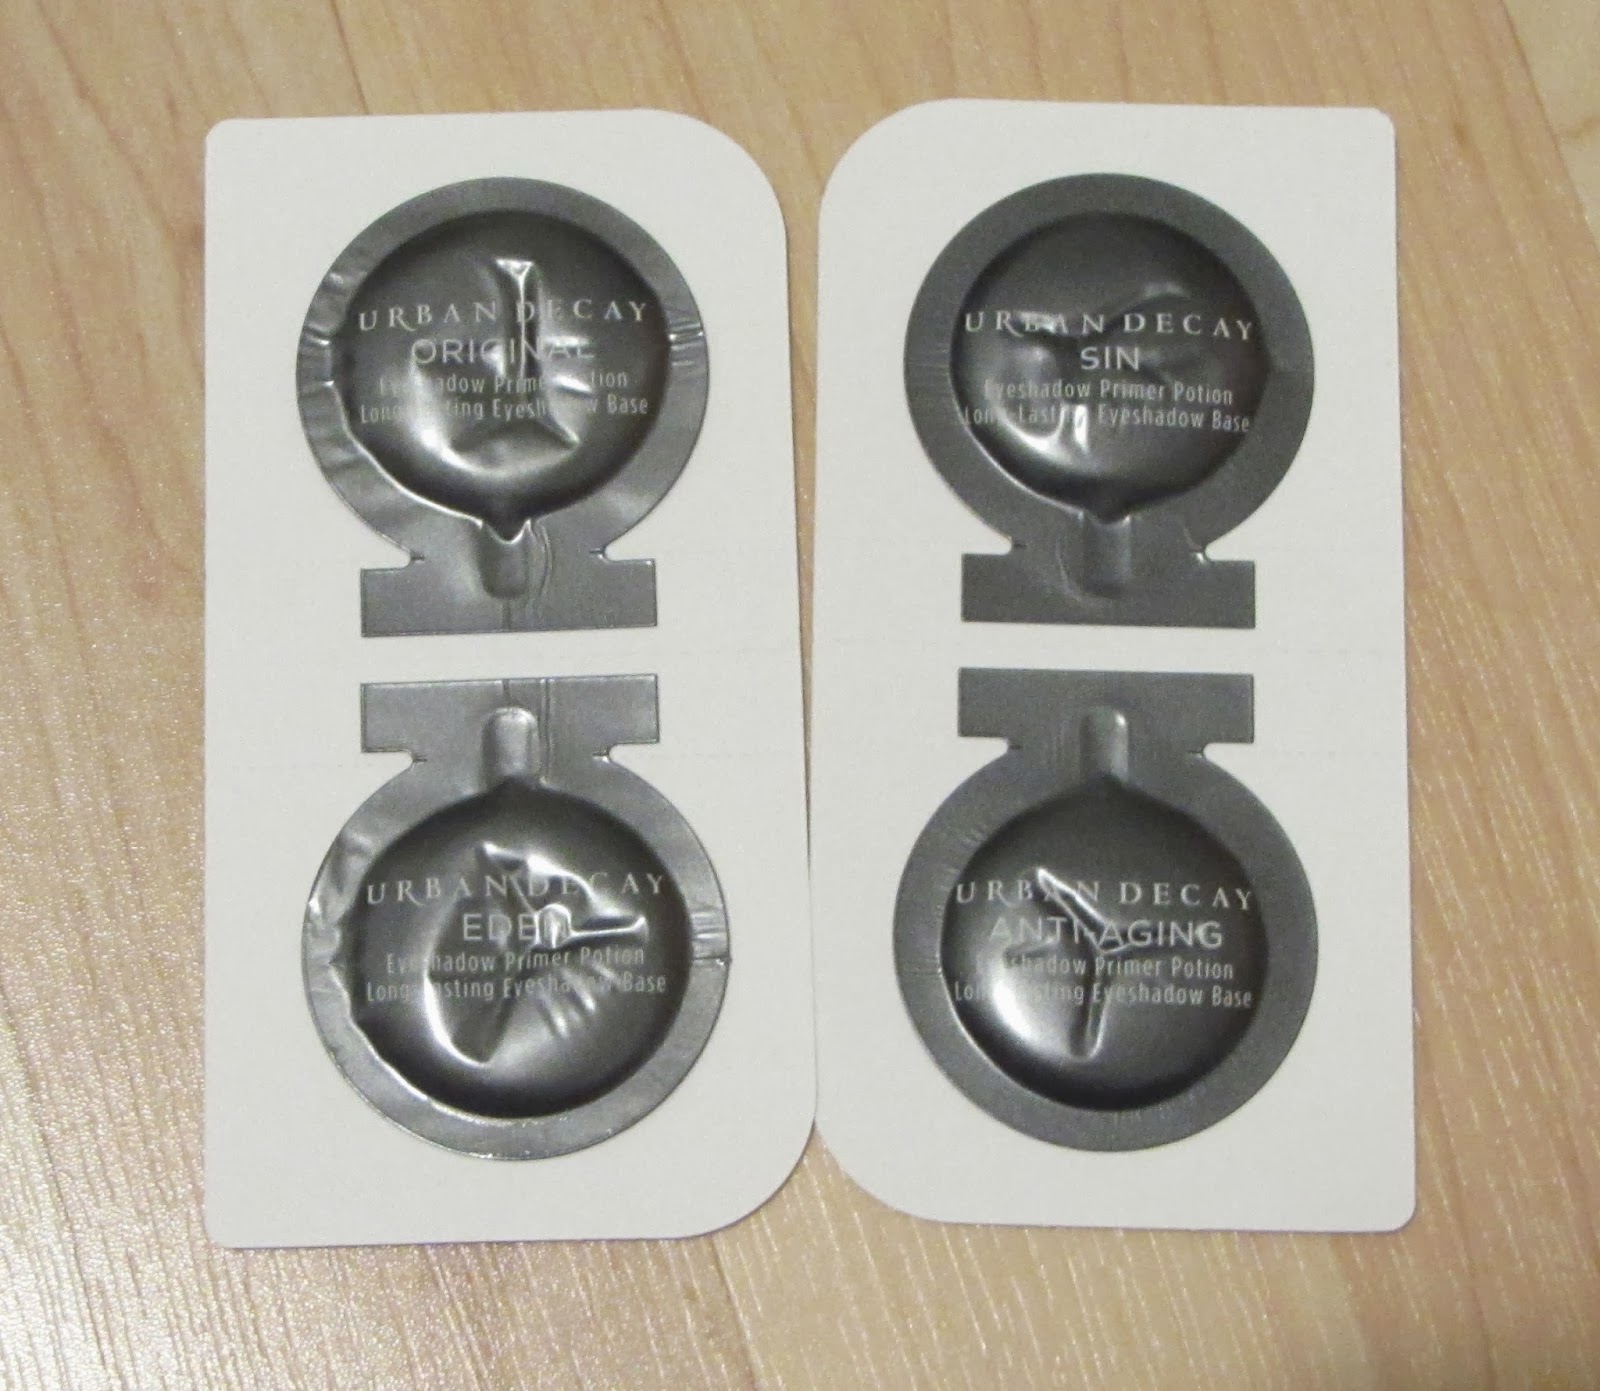 URBAN DECAY
ORIGINAL
Eyeshadow Primer Potion
Long-Lasting Eyeshadow Base
URBAN DECAY
SIN
Eyeshadow Primer Potion
Long-Lasting Eyeshadow Base
URBAN DECAY
EDEN
Eyeshadow Primer Potion
Long-Lasting Eyeshadow Base
URBAN DECAY
ANTI-AGING
Eyeshadow Primer Potion
Long-Lasting Eyeshadow Base